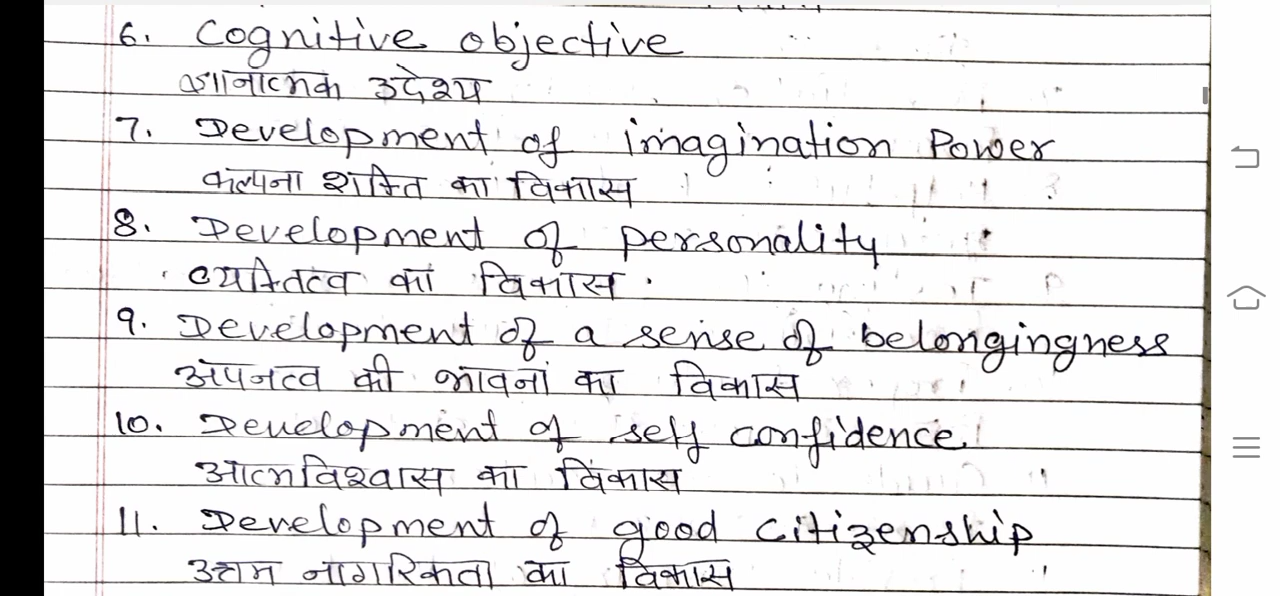 6. Cognitive objective
ज्ञानात्मक उदेश्य
7. Development of imagination Power
कल्पना शक्ति का विकास
8. Development of personality
व्यक्तित्व का विकास
9. Development of a sense of belongingness
अपनत्व की भावना का विकास
10. Development of self confidence
आत्मविश्वास का विकास
11. Development of good citizenship
उत्तम नागरिकता का विकास